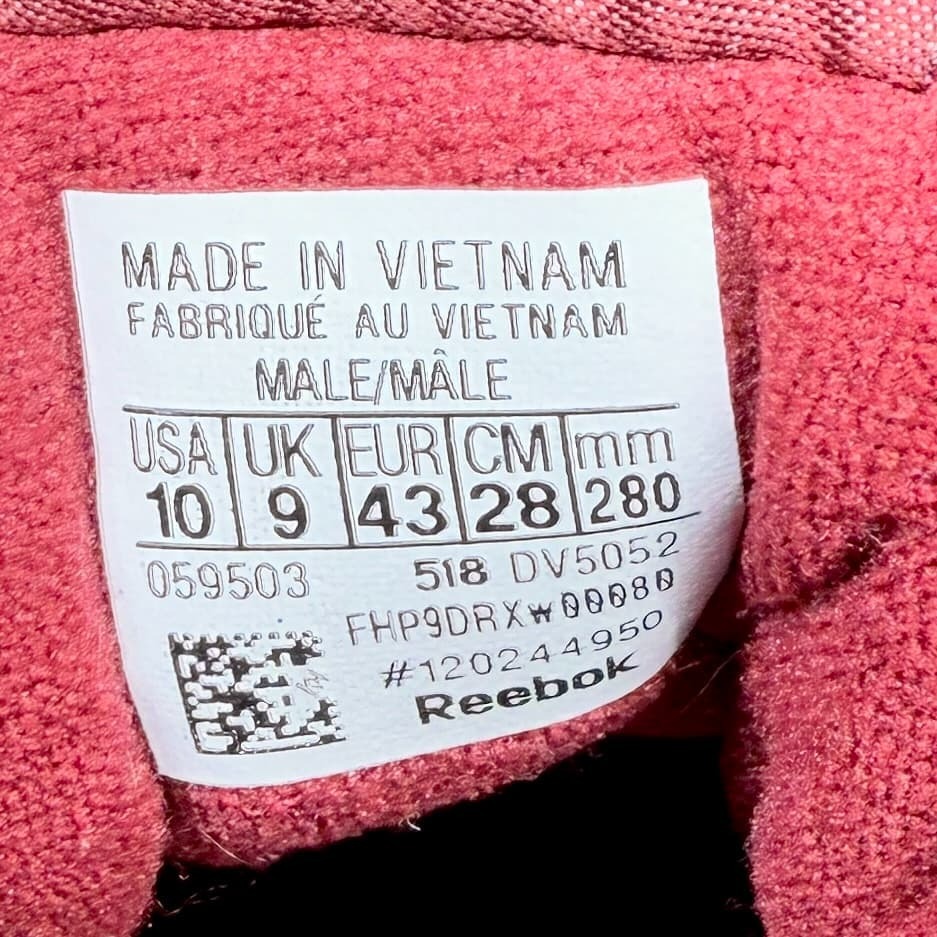 MADE IN VIETNAM
FABRIQUÉ AU VIETNAM
MALE/MÂLE
USA UK EUR CM mm
10 9 43 28 280
059503 518 DV5052
FHP9DRXW00080
#120244950
Reebok